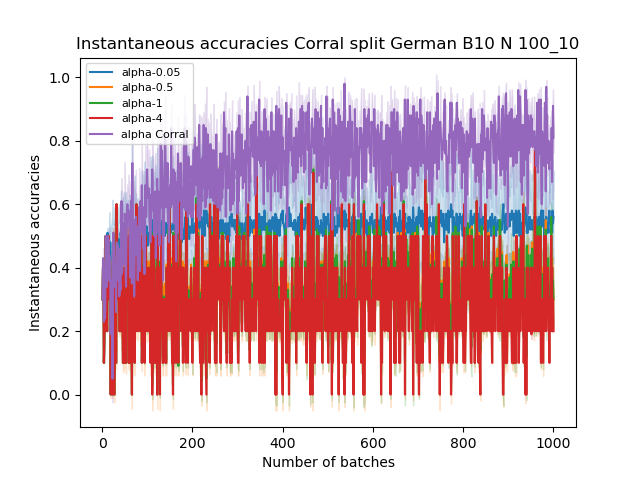 Instantaneous accuracies Corral split German B10 N 100_10
1.0
0.8
0.6
0.4
0.2
0.0
Instantaneous accuracies
alpha-0.05
alpha-0.5
alpha-1
alpha-4
alpha Corral
0 200 400 600 800 1000
Number of batches